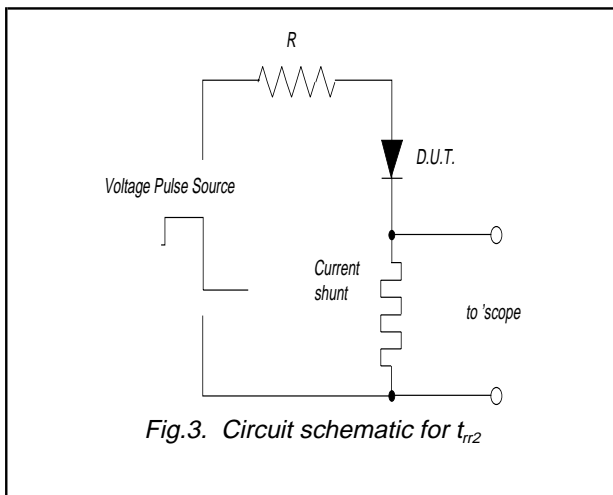 R
D.U.T.
Voltage Pulse Source
Current
shunt
to 'scope
Fig.3. Circuit schematic for trr2